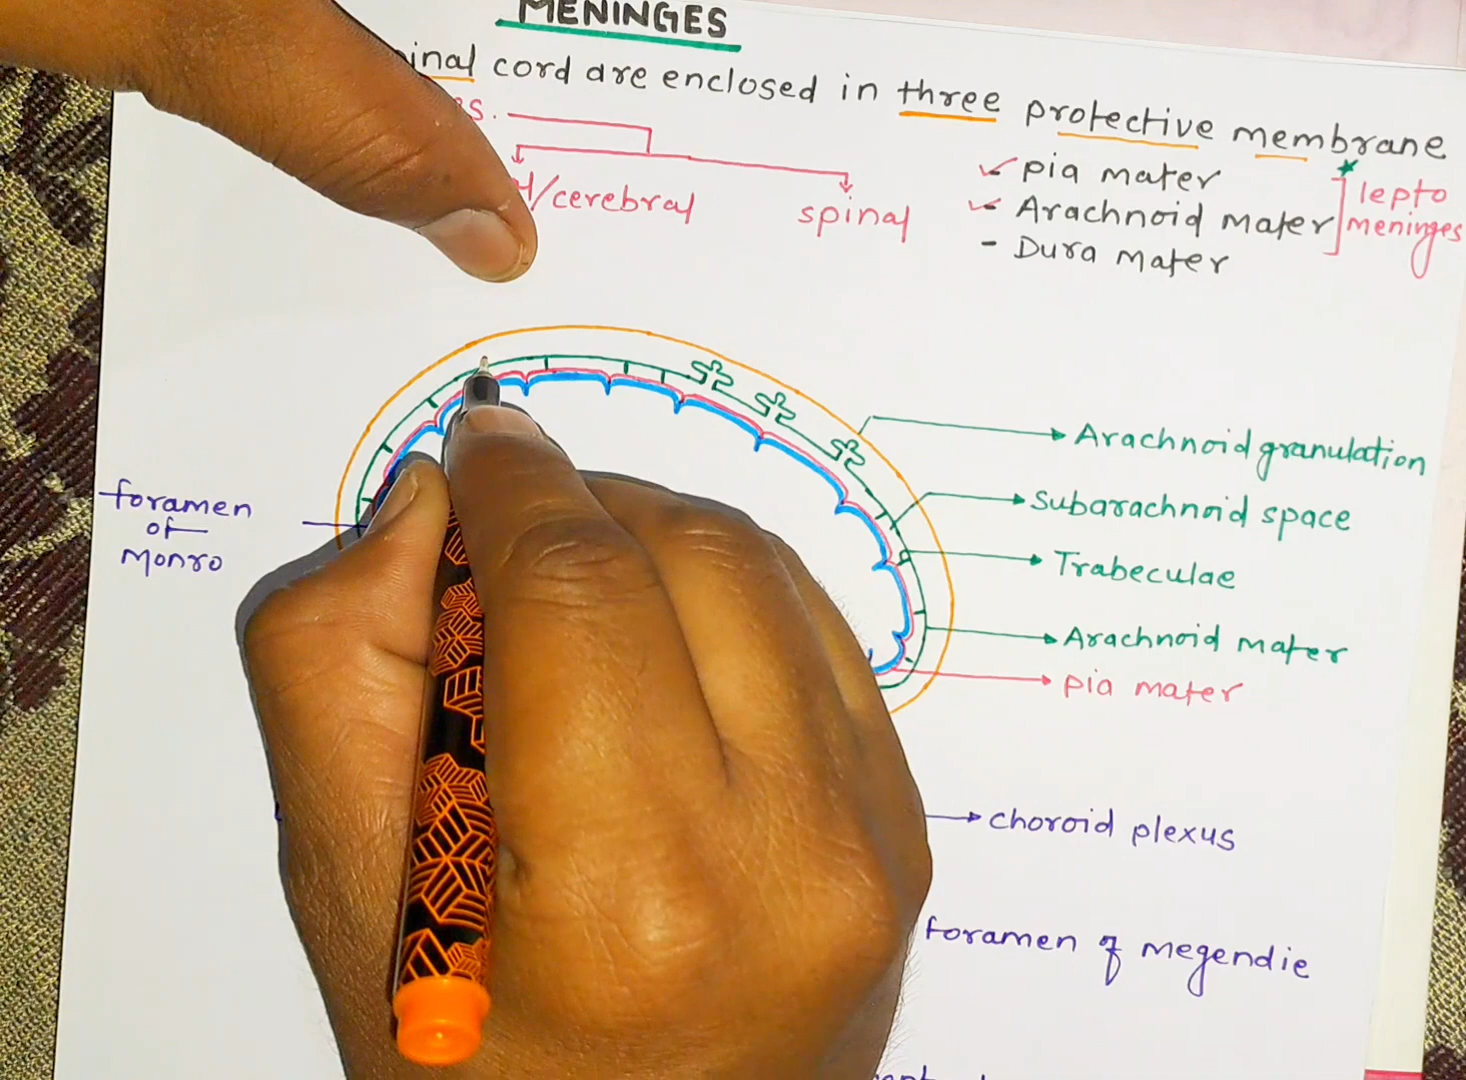 MENINGES
inal cord are enclosed in three protective membrane
es.
l/cerebral
spinal
pia mater
Arachnoid mater
- Dura mater
lepto
meninges
Arachnoid granulation
subarachnoid space
Trabeculae
Arachnoid mater
pia mater
foramen
of
Monro
choroid plexus
foramen of megendie